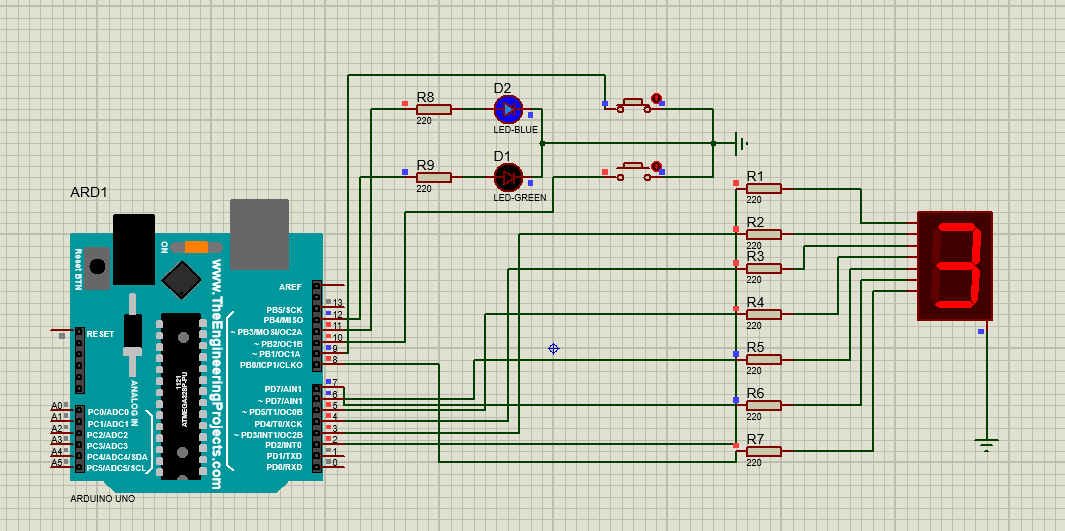 D2
R8
220
LED-BLUE
D1
R9
220
LED-GREEN
R1
220
R2
220
R3
220
R4
220
R5
220
R6
220
R7
220
3
ARD1
Reset BTN
ON
www.TheEngineeringProjects.com
AREF
PB5/SCK
PB4/MISO
~ PB3/MOSI/OC2A
~ PB2/OC1B
~ PB1/OC1A
PB0/ICP1/CLKO
13
12
11
10
9
8
RESET
ANALOG IN
1121
ATMEGA328P-PU
PD7/AIN1
~ PD7/AIN1
~ PD5/T1/OC0B
PD4/T0/XCK
~ PD3/INT1/OC2B
PD2/INT0
PD1/TXD
PD0/RXD
7
6
5
4
3
2
1
0
A0
A1
A2
A3
A4
A5
PC0/ADC0
PC1/ADC1
PC2/ADC2
PC3/ADC3
PC4/ADC4/SDA
PC5/ADC5/SCL
ARDUINO UNO